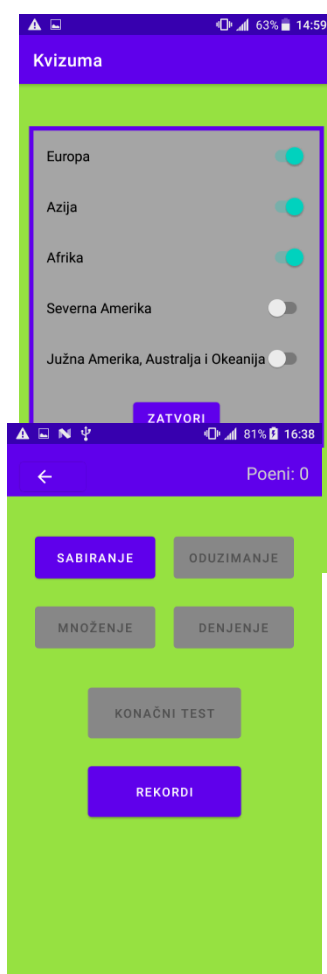 63% 14:59
Kvizuma
Europa
Azija
Afrika
Severna Amerika
Južna Amerika, Australija i Okeanija
ZATVORI
81% 16:38
Poeni: 0
SABIRANJE ODUZIMANJE
MNOŽENJE DENJENJE
KONAČNI TEST
REKORDI